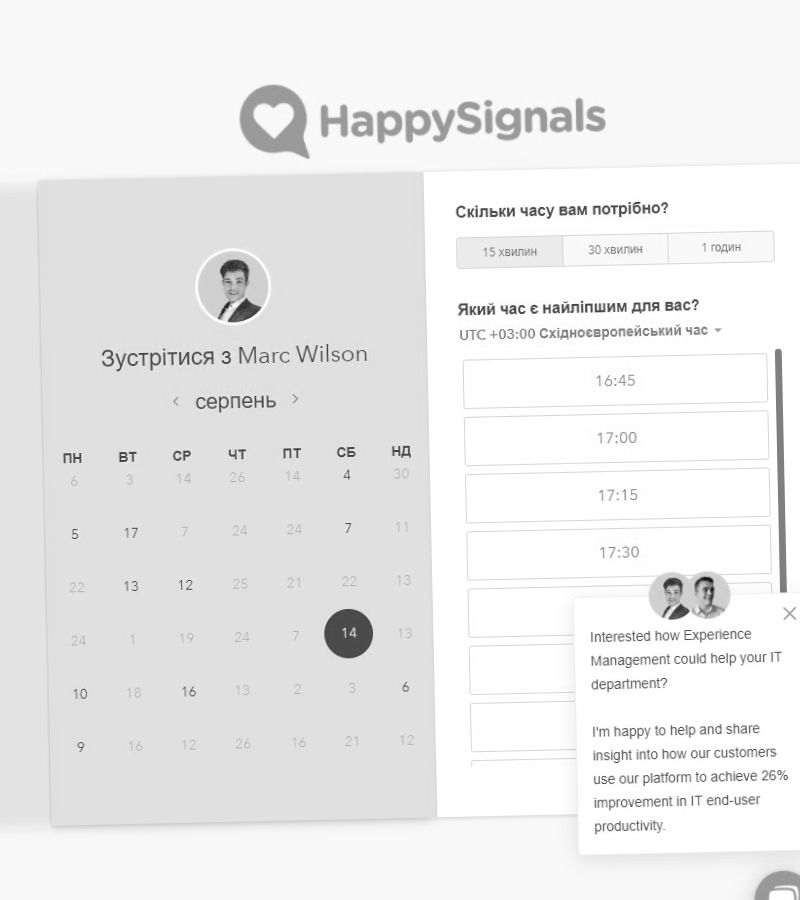 HappySignals
Зустрітися з Marc Wilson
серпень
ПН ВТ СР ЧТ ПТ СБ НД
6 3 14 26 14 4 30
5 17 7 24 24 7 11
22 13 12 25 21 22 13
24 1 19 24 7 14 13
10 18 16 13 2 3 6
9 16 12 26 16 21 12
Скільки часу вам потрібно?
15 хвилин 30 хвилин 1 годин
Який час є найліпшим для вас?
UTC +03:00 Східноєвропейський час
16:45
17:00
17:15
17:30
Interested how Experience
Management could help your IT
department?
I'm happy to help and share
insight into how our customers
use our platform to achieve 26%
improvement in IT end-user
productivity.